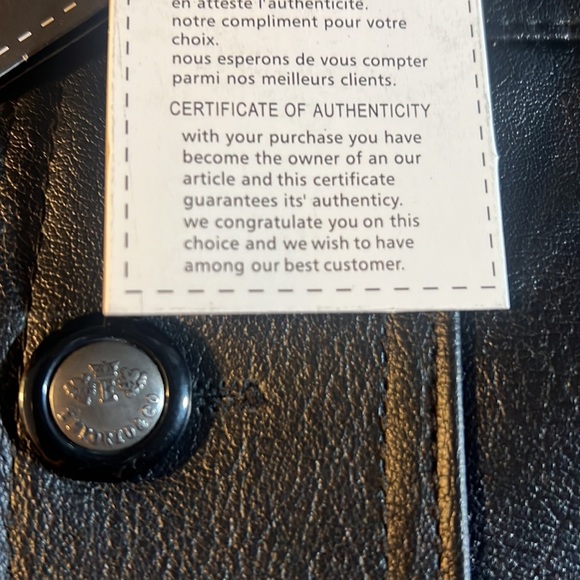 en atteste l'authenticité.
notre compliment pour votre
choix.
nous esperons de vous compter
parmi nos meilleurs clients.
CERTIFICATE OF AUTHENTICITY
with your purchase you have
become the owner of an our
article and this certificate
guarantees its' authenticy.
we congratulate you on this
choice and we wish to have
among our best customer.